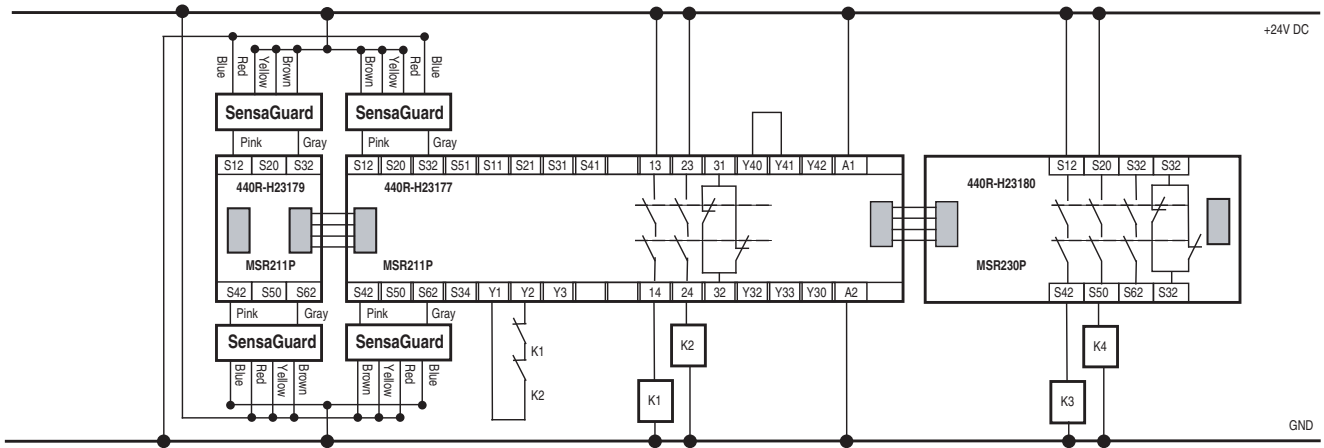 +24V DC
Blue Red Yellow Brown Brown Yellow Red Blue
SensaGuard SensaGuard
Pink Gray Pink Gray
S12 S20 S32 S12 S20 S32 S51 S11 S21 S31 S41 13 23 31 Y40 Y41 Y42 A1 S12 S20 S32 S32
440R-H23179 440R-H23177 440R-H23180
MSR211P MSR211P MSR230P
S42 S50 S62 S42 S50 S62 S34 Y1 Y2 Y3 14 24 32 Y32 Y33 Y30 A2 S42 S50 S62 S32
Pink Gray Pink Gray
SensaGuard SensaGuard K1 K2 K4
Blue Red Yellow Brown Brown Yellow Red Blue
K2 K1 K3
GND